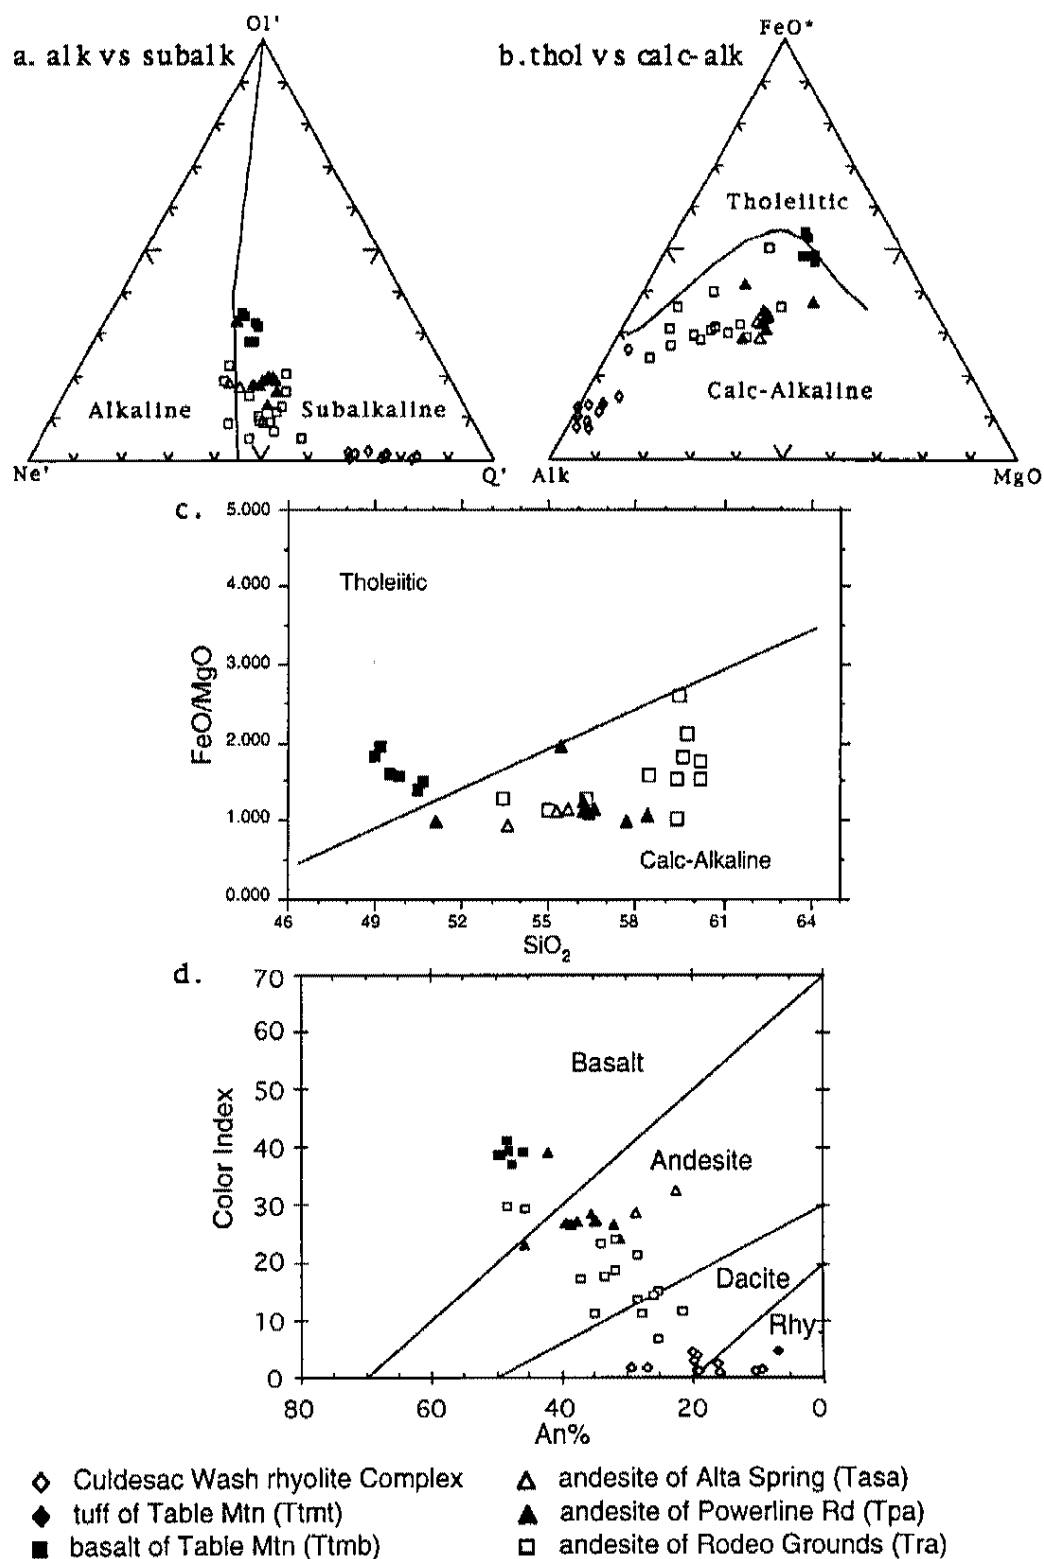 Ol'
a. alk vs subalk
Alkaline
Subalkaline
Ne'
Q'
FeO*
b.thol vs calc-alk
Tholeiitic
Calc-Alkaline
Alk
MgO
c.
5.000
4.000
3.000
2.000
1.000
0.000
FeO/MgO
Tholeiitic
Calc-Alkaline
46 49 52 55 58 61 64
SiO2
d.
70
60
50
40
30
20
10
0
Color Index
Basalt
Andesite
Dacite
Rhy
80 60 40 20 0
An%
Culdesac Wash rhyolite Complex
tuff of Table Mtn (Ttmt)
basalt of Table Mtn (Ttmb)
andesite of Alta Spring (Tasa)
andesite of Powerline Rd (Tpa)
andesite of Rodeo Grounds (Tra)